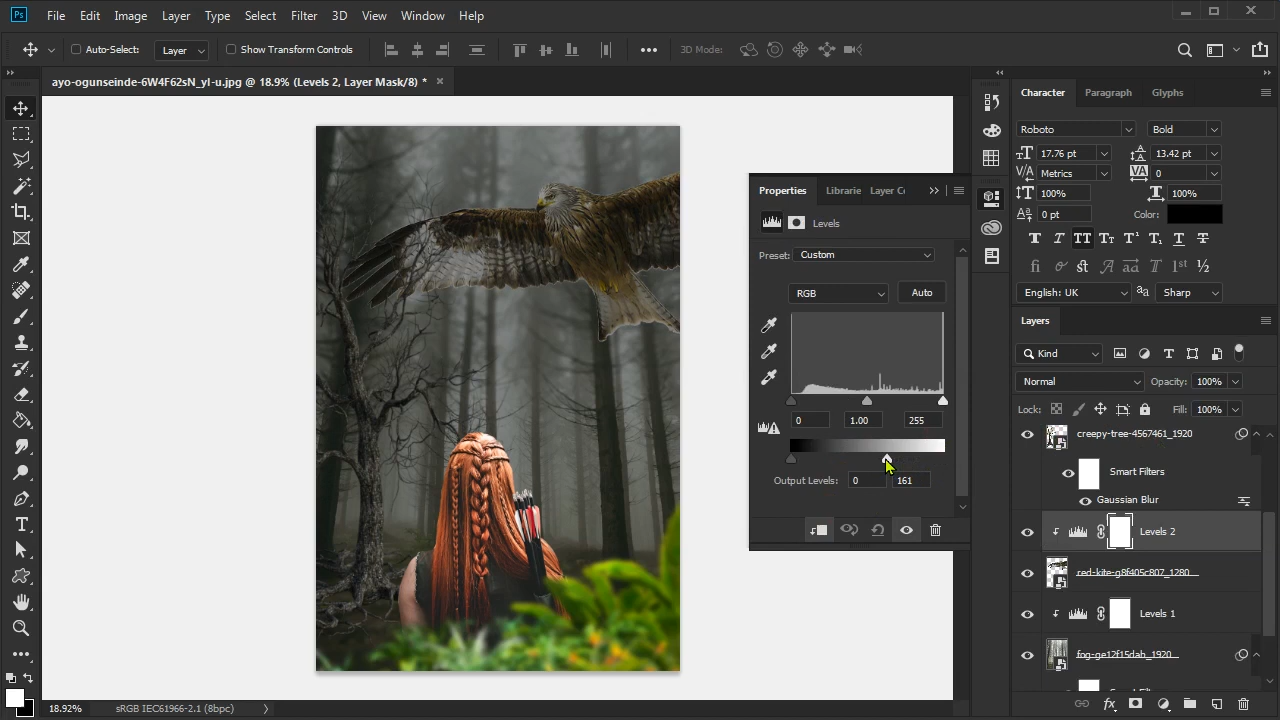 Ps File Edit Image Layer Type Select Filter 3D View Window Help
Auto-Select: Layer Show Transform Controls 3D Mode:
ayo-ogunseinde-6W4F62sN_yI-u.jpg @ 18.9% (Levels 2, Layer Mask/8) *
Character Paragraph Glyphs
Roboto Bold
17.76 pt 13.42 pt
Metrics 0
100% 100%
0 pt Color:
English: UK Sharp
Properties Librarie Layer Co
Levels
Preset: Custom
RGB Auto
0 1.00 255
Output Levels: 0 161
Layers
Kind
Normal Opacity: 100%
Lock: Fill: 100%
creepy-tree-4567461_1920
Smart Filters
Gaussian Blur
Levels 2
red-kite-g8f405c807_1280
Levels 1
fog-ge12f15dah_1920
18.92% sRGB IEC61966-2.1 (8bpc)